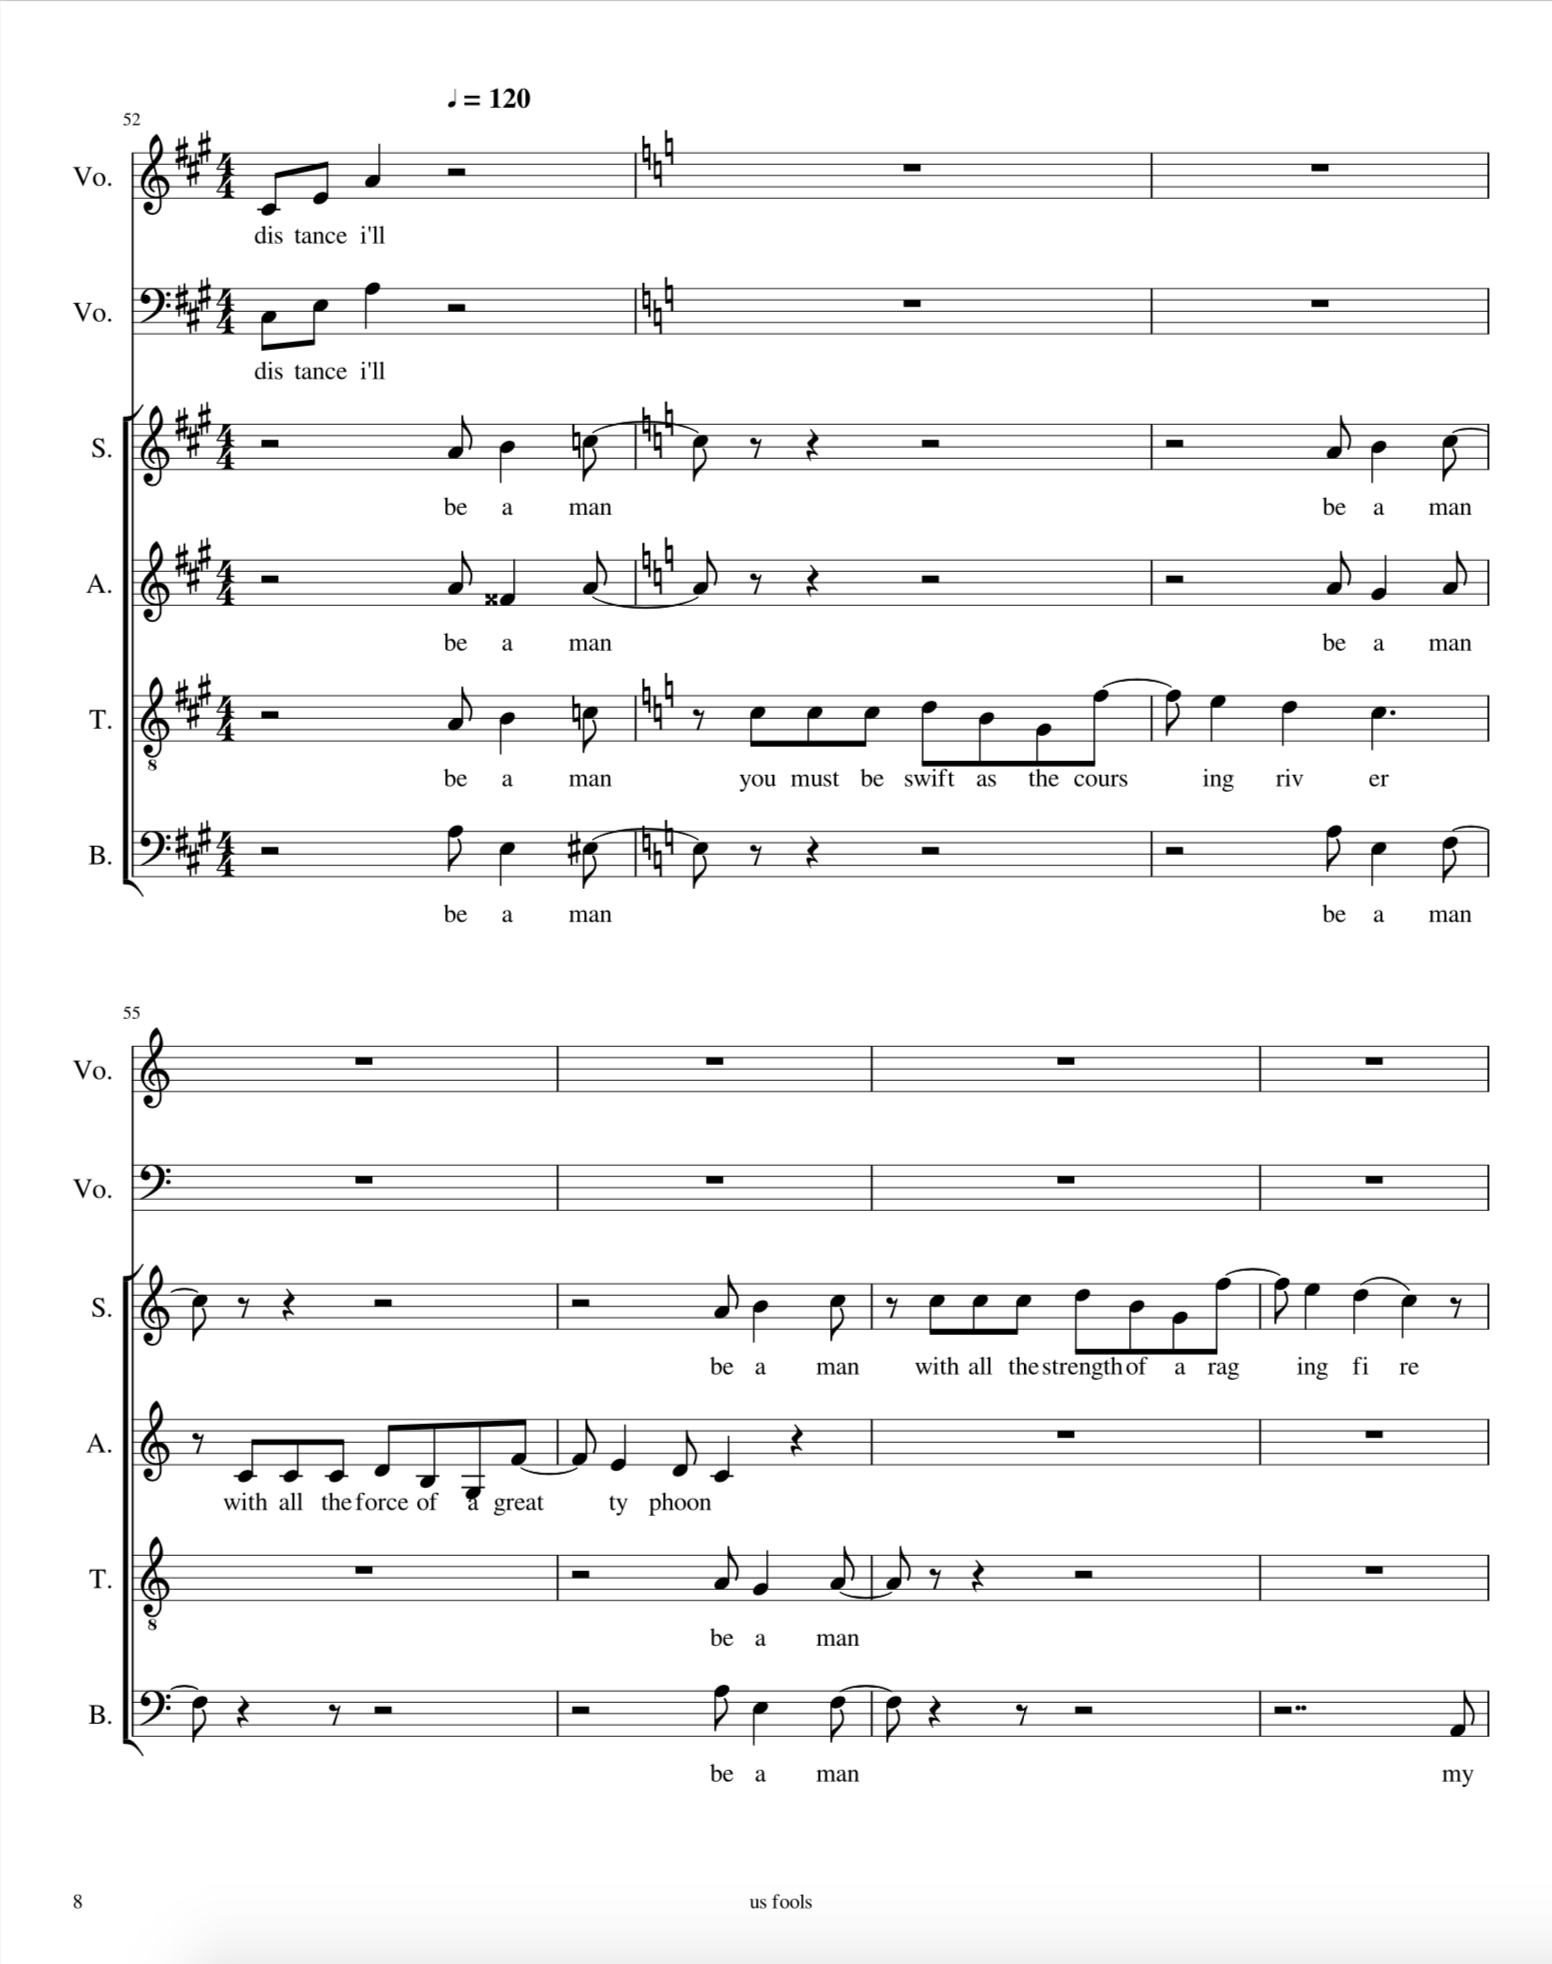 ♩ = 120
52
Vo.
dis tance i'll
Vo.
dis tance i'll
S.
be a man be a man
A.
be a man be a man
T.
8
be a man you must be swift as the cours ing riv er
B.
be a man be a man
55
Vo.
Vo.
S.
be a man with all the strength of a rag ing fi re
A.
with all the force of a great ty phoon
T.
8
be a man
B.
be a man my
8 us fools